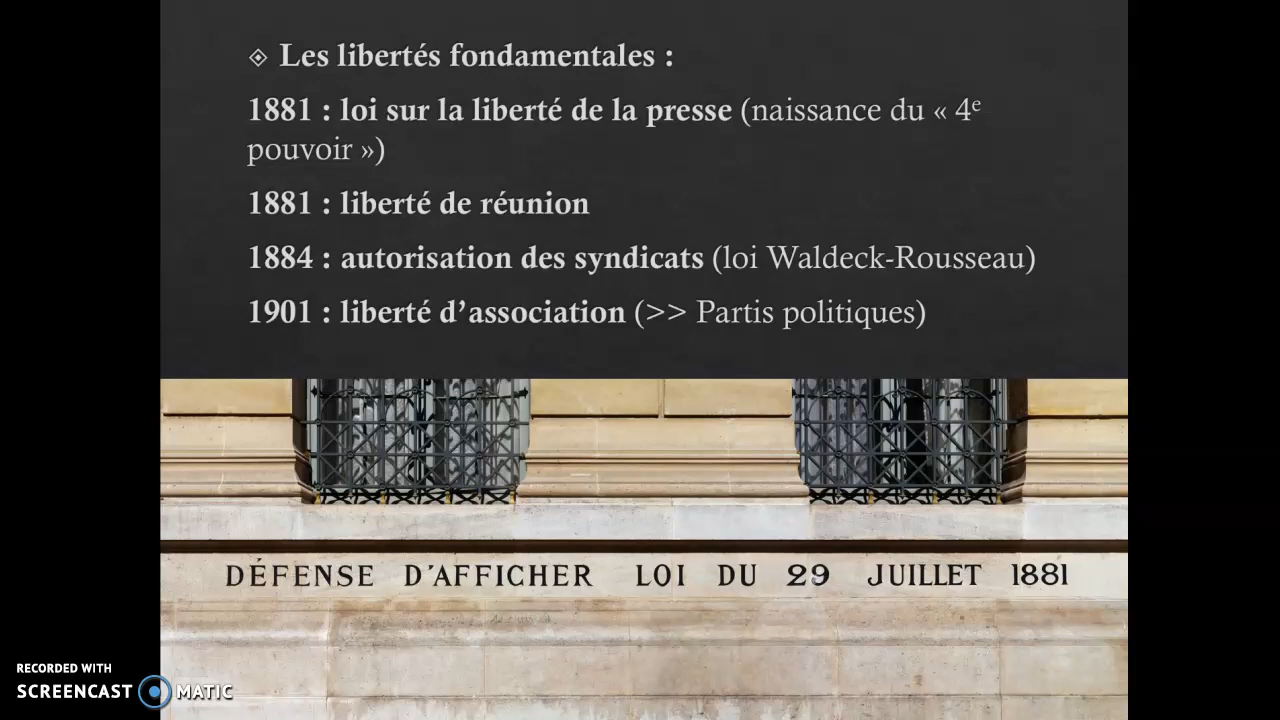 Les libertés fondamentales :
1881 : loi sur la liberté de la presse (naissance du « 4e
pouvoir »)
1881 : liberté de réunion
1884 : autorisation des syndicats (loi Waldeck-Rousseau)
1901 : liberté d’association (>> Partis politiques)
DÉFENSE D'AFFICHER LOI DU 29 JUILLET 1881
RECORDED WITH
SCREENCAST MATIC